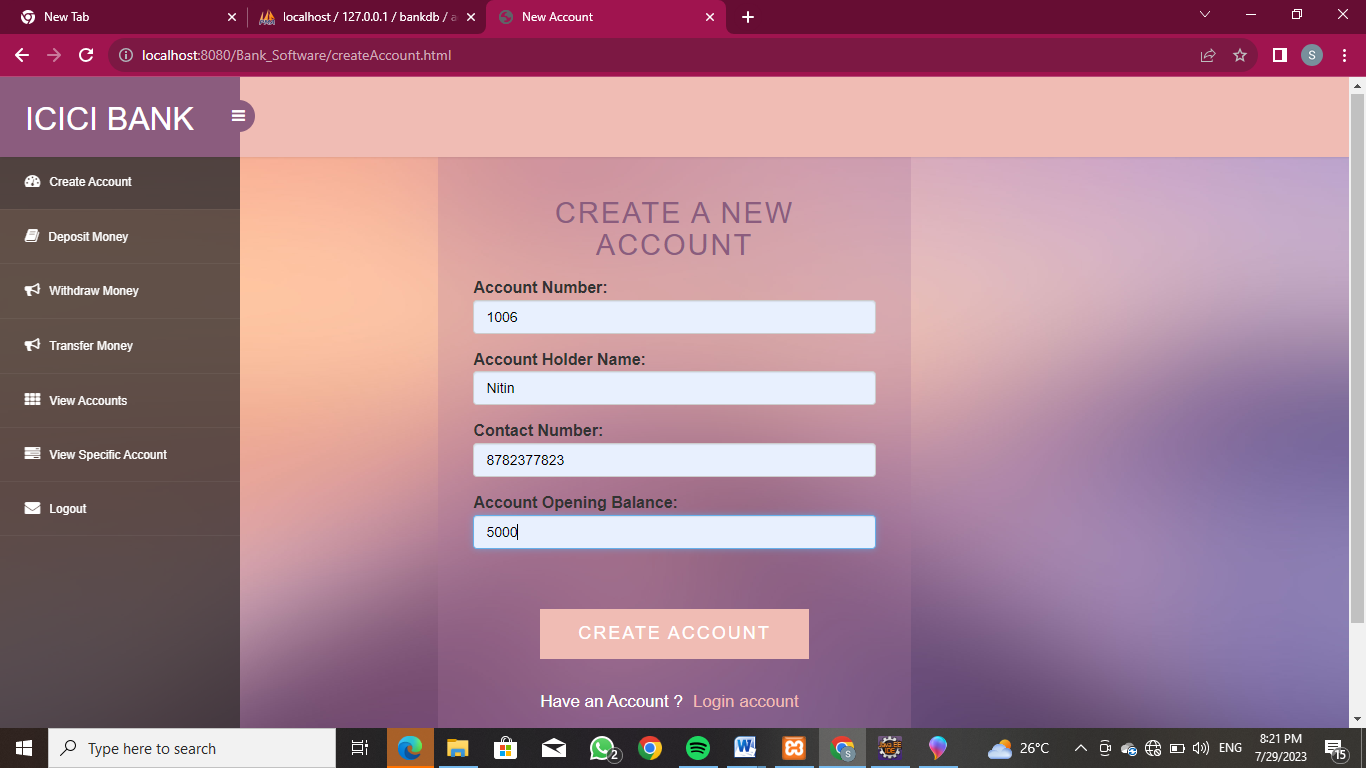 New Tab
localhost / 127.0.0.1 / bankdb / a
New Account
localhost:8080/Bank_Software/createAccount.html
S
ICICI BANK
Create Account
Deposit Money
Withdraw Money
Transfer Money
View Accounts
View Specific Account
Logout
CREATE A NEW
ACCOUNT
Account Number:
1006
Account Holder Name:
Nitin
Contact Number:
8782377823
Account Opening Balance:
5000
CREATE ACCOUNT
Have an Account ? Login account
Type here to search
2
W
S
26°C
ENG
8:21 PM
7/29/2023
15